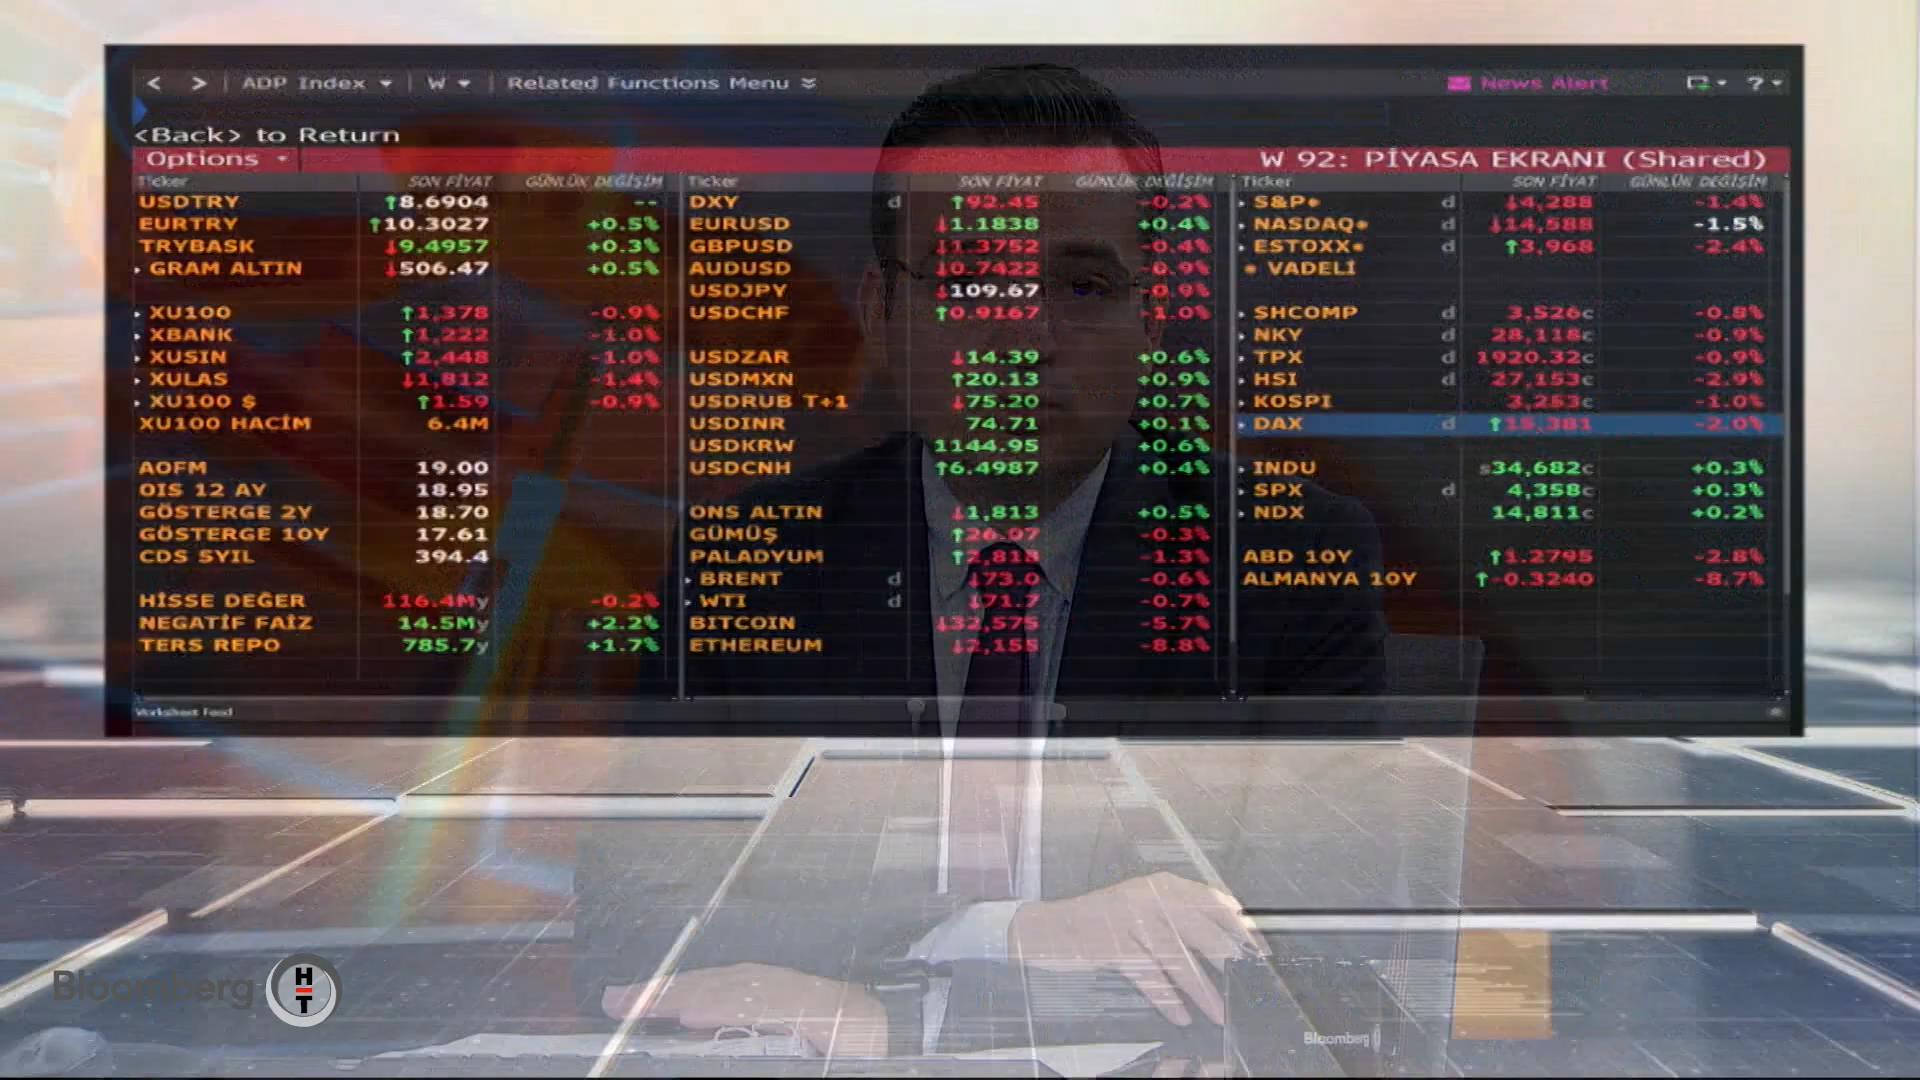 < > ADP Index W Related Functions Menu News Alert ?
<Back> to Return
Options W 92: PİYASA EKRANI (Shared)
Ticker SON FİYAT GÜNLÜK DEĞİŞİM Ticker SON FİYAT GÜNLÜK DEĞİŞİM Ticker SON FİYAT GÜNLÜK DEĞİŞİM
USDTRY ↑8.6904 -- DXY d ↑92.45 -0.2% S&P• d ↓4,288 -1.4%
EURTRY ↑10.3027 +0.5% EURUSD ↓1.1838 +0.4% NASDAQ• d ↓14,588 -1.5%
TRYBASK ↓9.4957 +0.3% GBPUSD ↓1.3752 -0.4% ESTOXX• d ↑3,968 -2.4%
GRAM ALTIN ↓506.47 +0.5% AUDUSD ↓0.7422 -0.9% • VADELİ
USDJPY ↓109.67 -0.9%
XU100 ↑1,378 -0.9% USDCHF ↑0.9167 -1.0% SHCOMP d 3,526c -0.8%
XBANK ↑1,222 -1.0% NKY d 28,118c -0.9%
XUSIN ↑2,448 -1.0% USDZAR ↓14.39 +0.6% TPX d 1920.32c -0.9%
XULAS ↓1,812 -1.4% USDMXN ↑20.13 +0.9% HSI d 27,153c -2.9%
XU100 $ ↑1.59 -0.9% USDRUB T+1 ↓75.20 +0.7% KOSPI 3,253c -1.0%
XU100 HACİM 6.4M USDINR 74.71 +0.1% DAX d ↑15,381 -2.0%
USDKRW 1144.95 +0.6%
AOFM 19.00 USDCNH ↑6.4987 +0.4% INDU s34,682c +0.3%
OIS 12 AY 18.95 SPX d 4,358c +0.3%
GÖSTERGE 2Y 18.70 ONS ALTIN ↓1,813 +0.5% NDX 14,811c +0.2%
GÖSTERGE 10Y 17.61 GÜMÜŞ ↑26.07 -0.3%
CDS 5YIL 394.4 PALADYUM ↑2,818 -1.3% ABD 10Y ↑1.2795 -2.8%
BRENT d ↓73.0 -0.6% ALMANYA 10Y ↑-0.3240 -8.7%
HİSSE DEĞER 116.4My -0.2% WTI d ↓71.7 -0.7%
NEGATİF FAİZ 14.5My +2.2% BITCOIN ↓32,575 -5.7%
TERS REPO 785.7y +1.7% ETHEREUM ↓2,155 -8.8%
Worksheet Feed
Bloomberg HT
Bloomberg